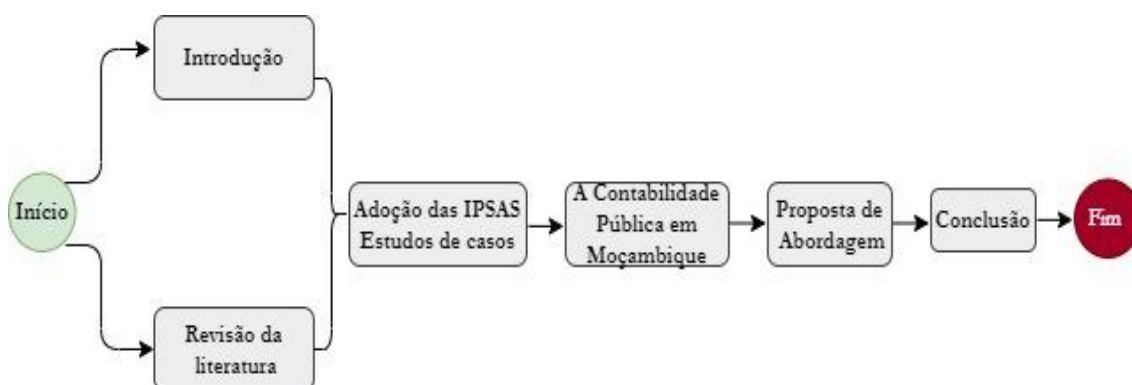 Início
Introdução
Revisão da
literatura
Adoção das IPSAS
Estudos de casos
A Contabilidade
Pública em
Moçambique
Proposta de
Abordagem
Conclusão
Fim